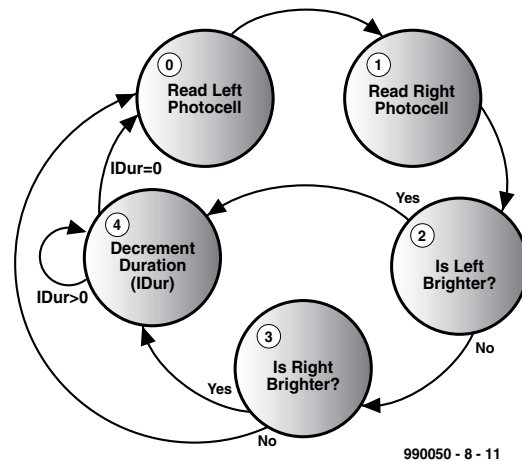 0
Read Left
Photocell
1
Read Right
Photocell
IDur=0
Yes
4
Decrement
Duration
(IDur)
2
Is Left
Brighter?
IDur>0
3
Is Right
Brighter?
No
Yes
No
990050 - 8 - 11